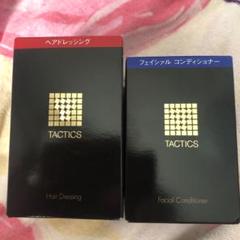 ヘアドレッシング
TACTICS
Hair Dressing
フェイシャル コンディショナー
TACTICS
Facial Conditioner